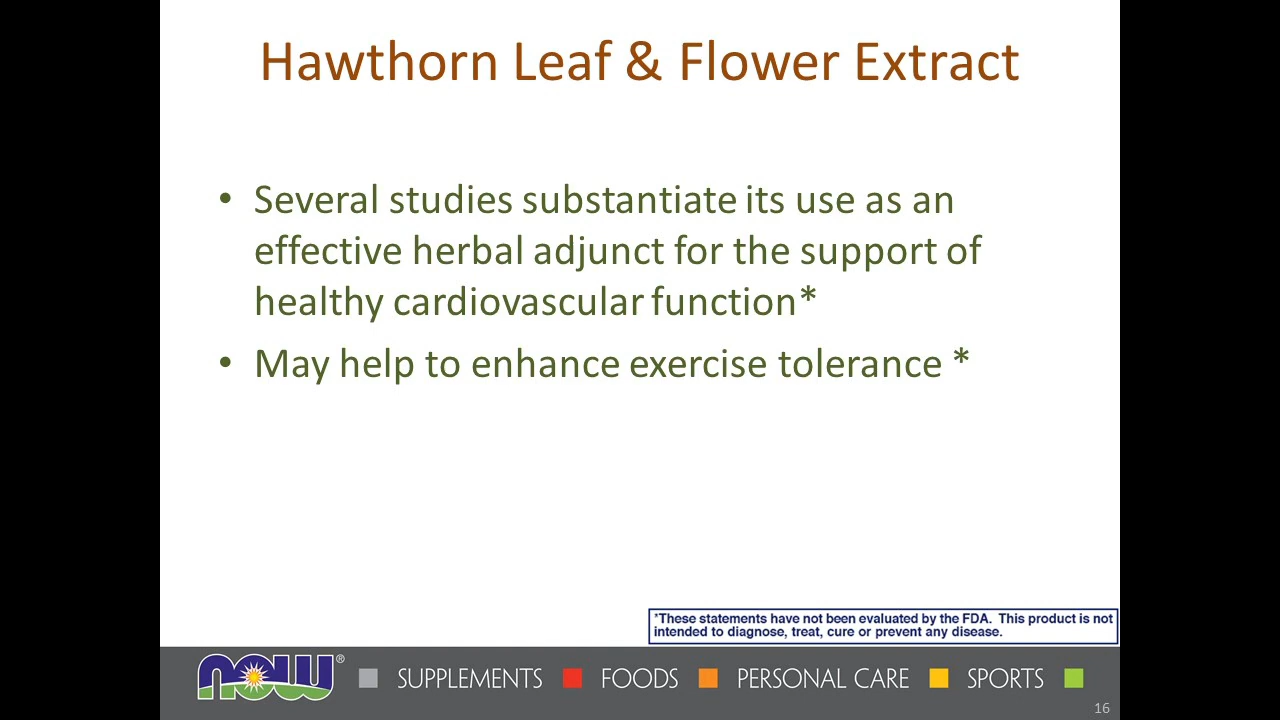 Hawthorn Leaf & Flower Extract
• Several studies substantiate its use as an
effective herbal adjunct for the support of
healthy cardiovascular function*
• May help to enhance exercise tolerance *
*These statements have not been evaluated by the FDA. This product is not
intended to diagnose, treat, cure or prevent any disease.
now® SUPPLEMENTS FOODS PERSONAL CARE SPORTS
16